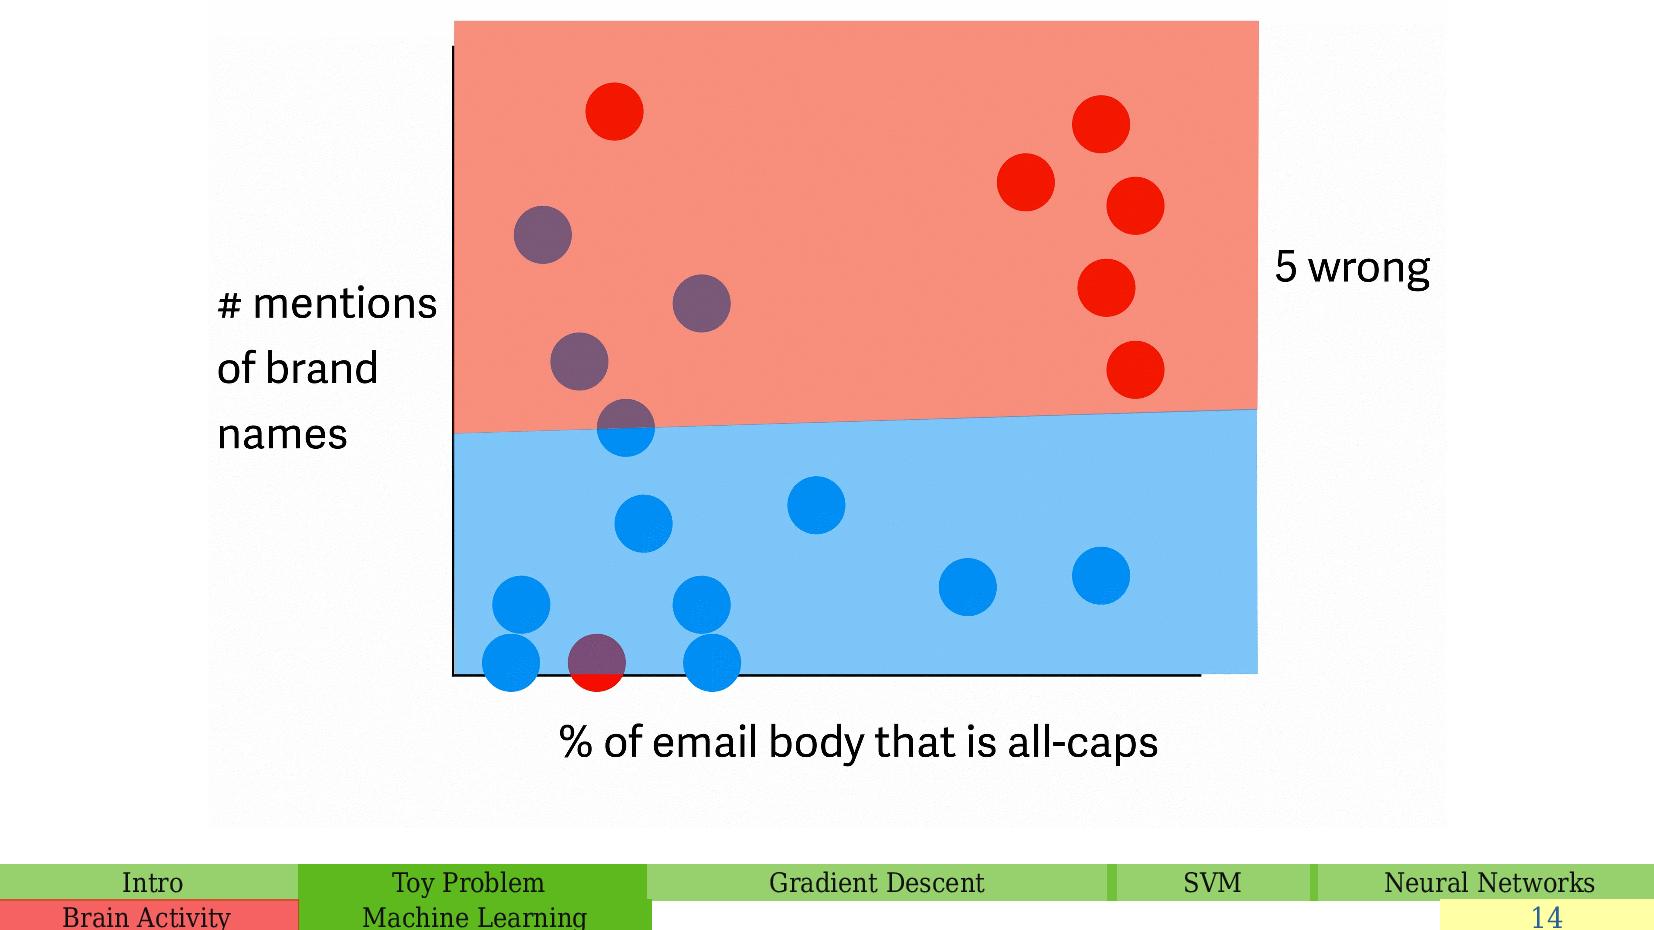 # mentions
of brand
names
5 wrong
% of email body that is all-caps
Intro
Toy Problem
Gradient Descent
SVM
Neural Networks
Brain Activity
Machine Learning
14